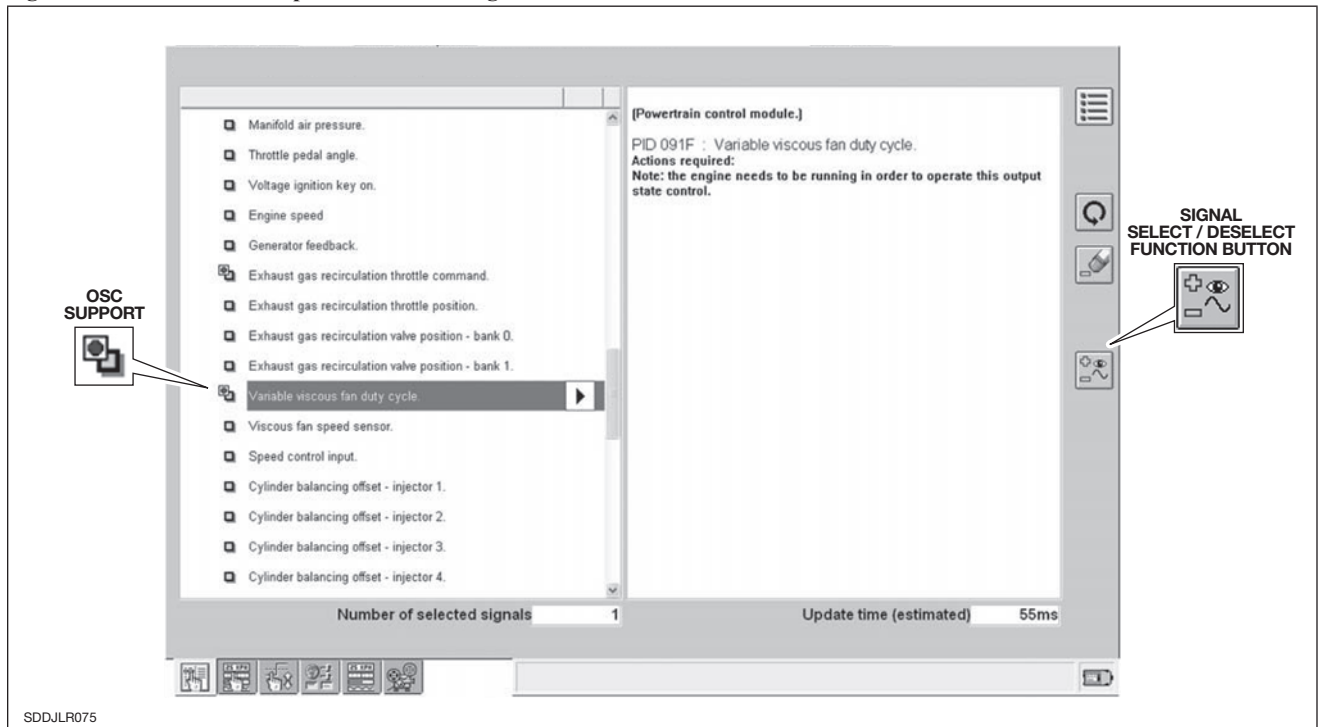 OSC
SUPPORT
Manifold air pressure.
Throttle pedal angle.
Voltage ignition key on.
Engine speed
Generator feedback.
Exhaust gas recirculation throttle command.
Exhaust gas recirculation throttle position.
Exhaust gas recirculation valve position - bank 0.
Exhaust gas recirculation valve position - bank 1.
Variable viscous fan duty cycle.
Viscous fan speed sensor.
Speed control input.
Cylinder balancing offset - injector 1.
Cylinder balancing offset - injector 2.
Cylinder balancing offset - injector 3.
Cylinder balancing offset - injector 4.
Number of selected signals 1
(Powertrain control module.)
PID 091F : Variable viscous fan duty cycle.
Actions required:
Note: the engine needs to be running in order to operate this output
state control.
Update time (estimated) 55ms
SIGNAL
SELECT / DESELECT
FUNCTION BUTTON
SDDJLR075